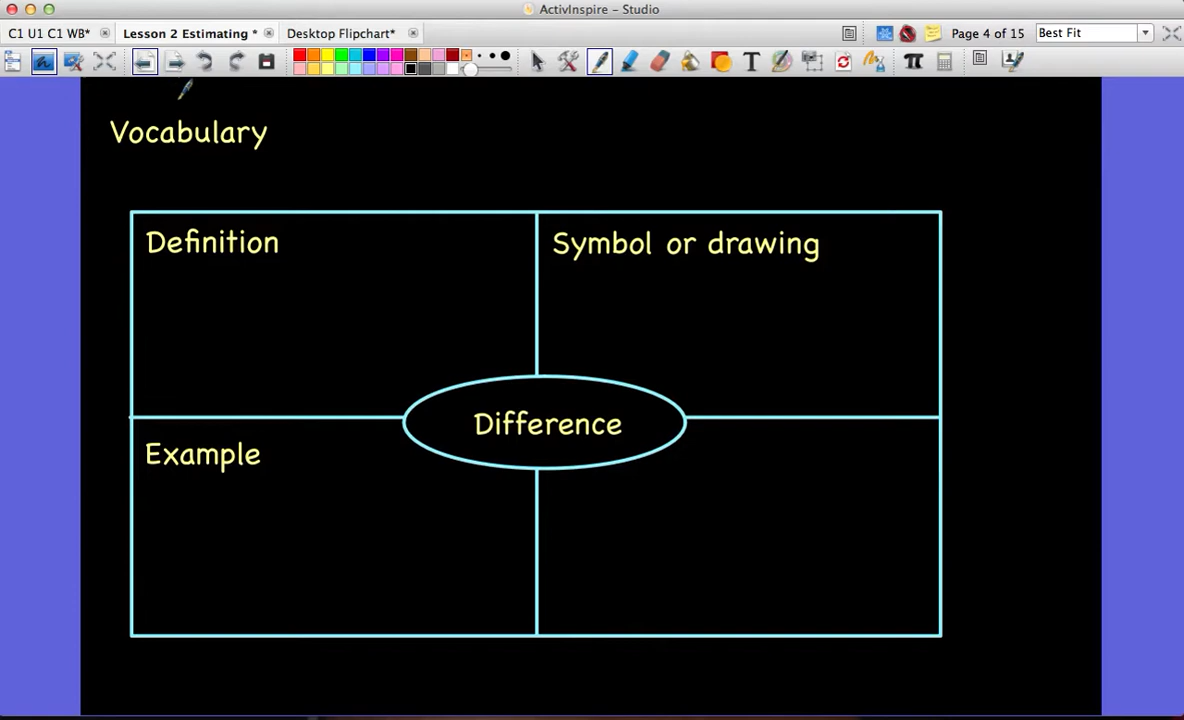 ActivInspire – Studio
C1 U1 C1 WB*
Lesson 2 Estimating *
Desktop Flipchart*
Page 4 of 15
Best Fit
Vocabulary
Definition
Symbol or drawing
Difference
Example